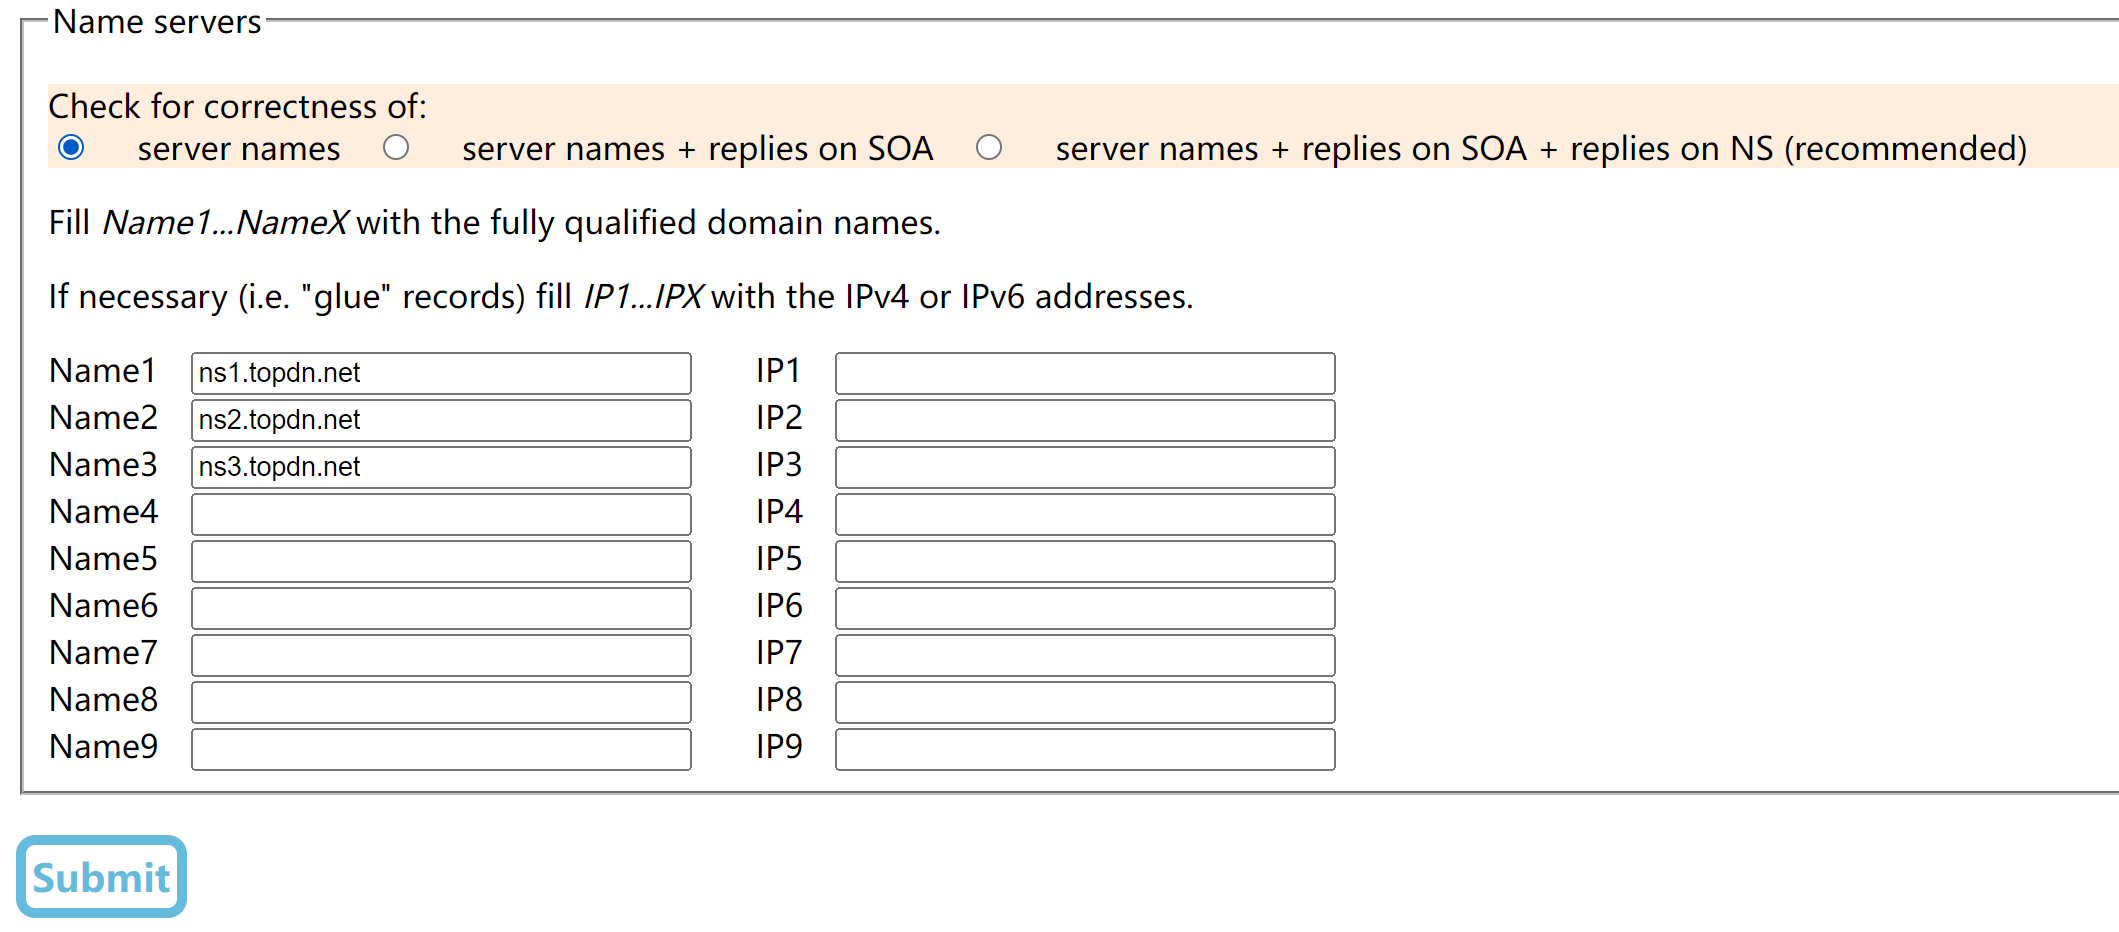 Name servers
Check for correctness of:
server names server names + replies on SOA server names + replies on SOA + replies on NS (recommended)
Fill Name1...NameX with the fully qualified domain names.
If necessary (i.e. "glue" records) fill IP1...IPX with the IPv4 or IPv6 addresses.
Name1 ns1.topdn.net IP1
Name2 ns2.topdn.net IP2
Name3 ns3.topdn.net IP3
Name4 IP4
Name5 IP5
Name6 IP6
Name7 IP7
Name8 IP8
Name9 IP9
Submit